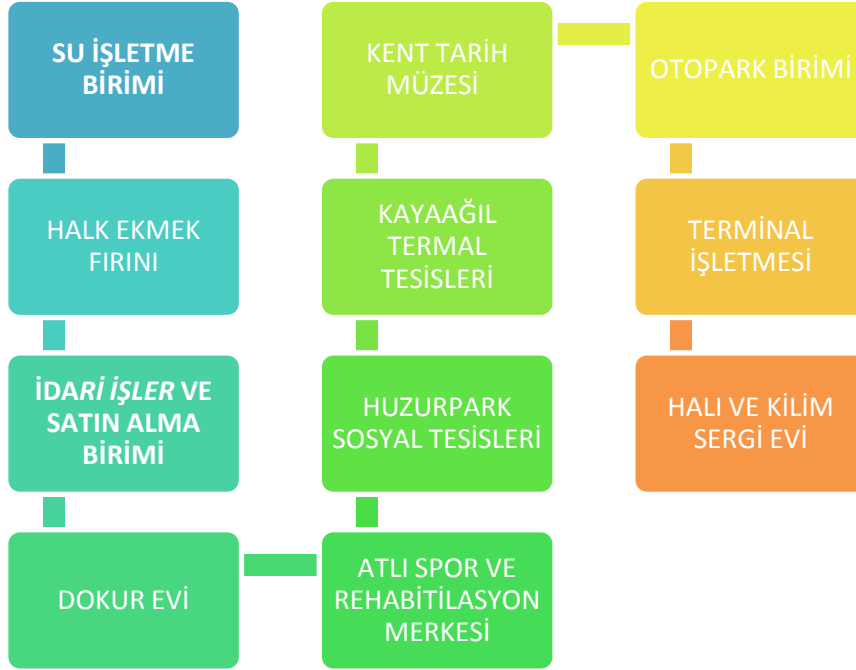 SU İŞLETME
BİRİMİ
HALK EKMEK
FIRINI
İDARİ İŞLER VE
SATIN ALMA
BİRİMİ
DOKUR EVİ
ATLI SPOR VE
REHABİTİLASYON
MERKESİ
HUZURPARK
SOSYAL TESİSLERİ
KAYAAĞIL
TERMAL
TESİSLERİ
KENT TARİH
MÜZESİ
OTOPARK BİRİMİ
TERMİNAL
İŞLETMESİ
HALI VE KİLİM
SERGİ EVİ